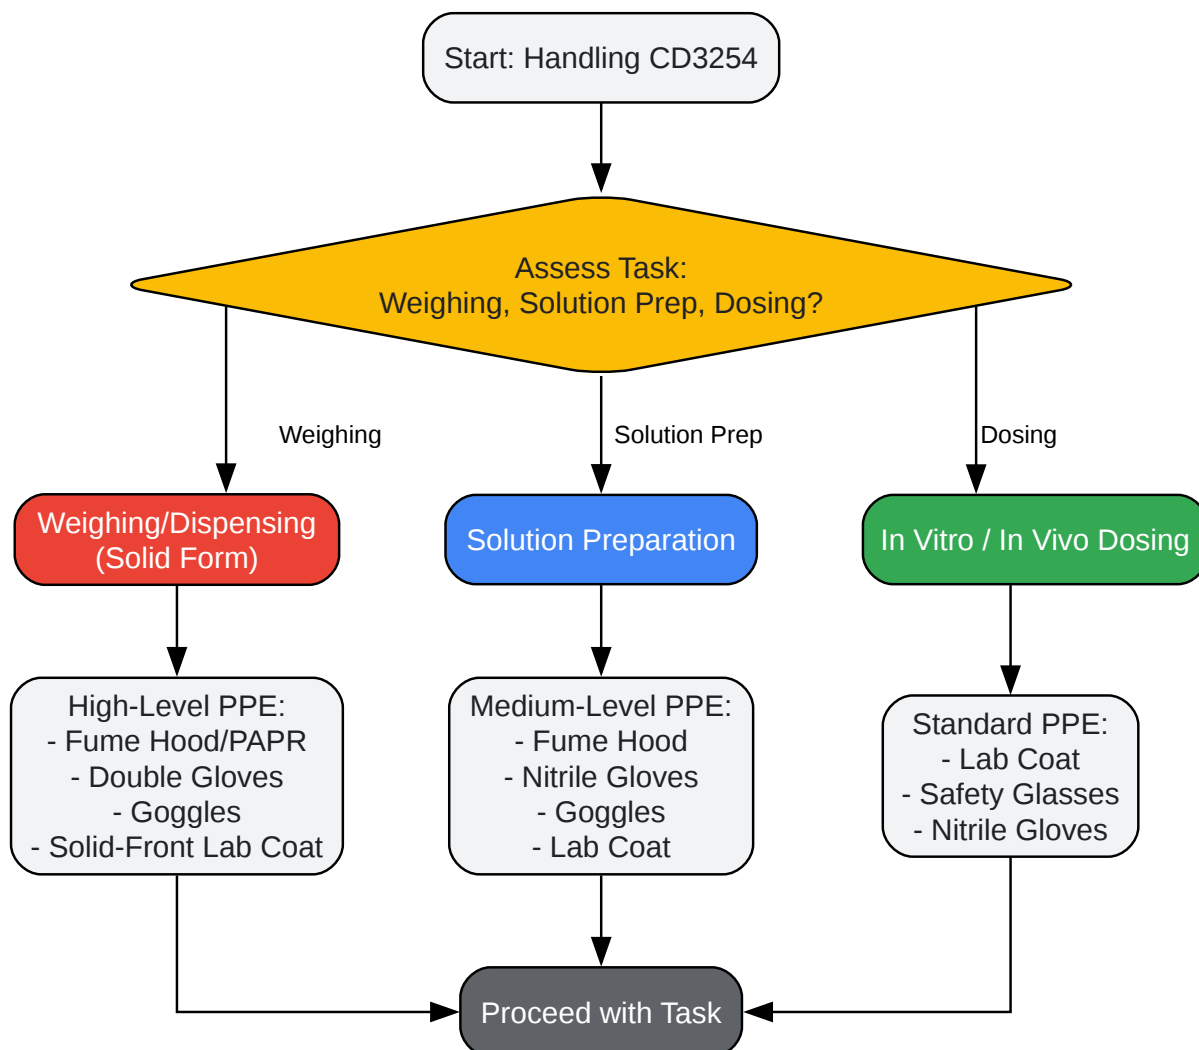 Start: Handling CD3254
Assess Task:
Weighing, Solution Prep, Dosing?
Weighing
Solution Prep
Dosing
Weighing/Dispensing
(Solid Form)
Solution Preparation
In Vitro / In Vivo Dosing
High-Level PPE:
- Fume Hood/PAPR
- Double Gloves
- Goggles
- Solid-Front Lab Coat
Medium-Level PPE:
- Fume Hood
- Nitrile Gloves
- Goggles
- Lab Coat
Standard PPE:
- Lab Coat
- Safety Glasses
- Nitrile Gloves
Proceed with Task